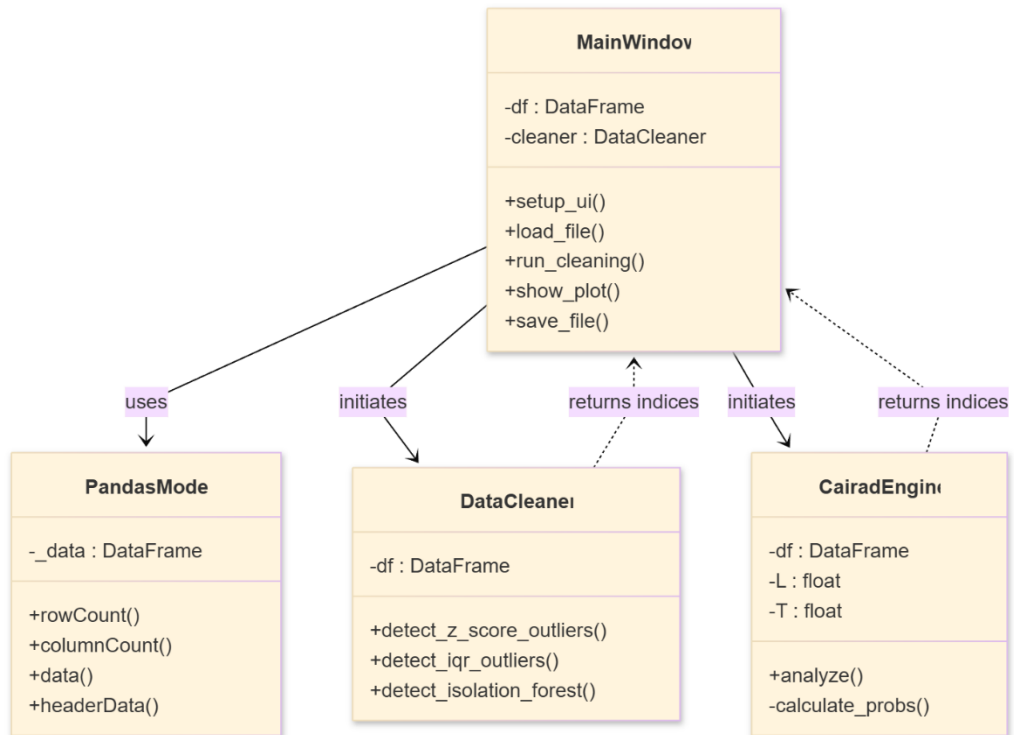 MainWindov
-df : DataFrame
-cleaner : DataCleaner
+setup_ui()
+load_file()
+run_cleaning()
+show_plot()
+save_file()
uses
initiates
returns indices
initiates
returns indices
PandasMode
-_data : DataFrame
+rowCount()
+columnCount()
+data()
+headerData()
DataCleaner
-df : DataFrame
+detect_z_score_outliers()
+detect_iqr_outliers()
+detect_isolation_forest()
CairadEngine
-df : DataFrame
-L : float
-T : float
+analyze()
-calculate_probs()